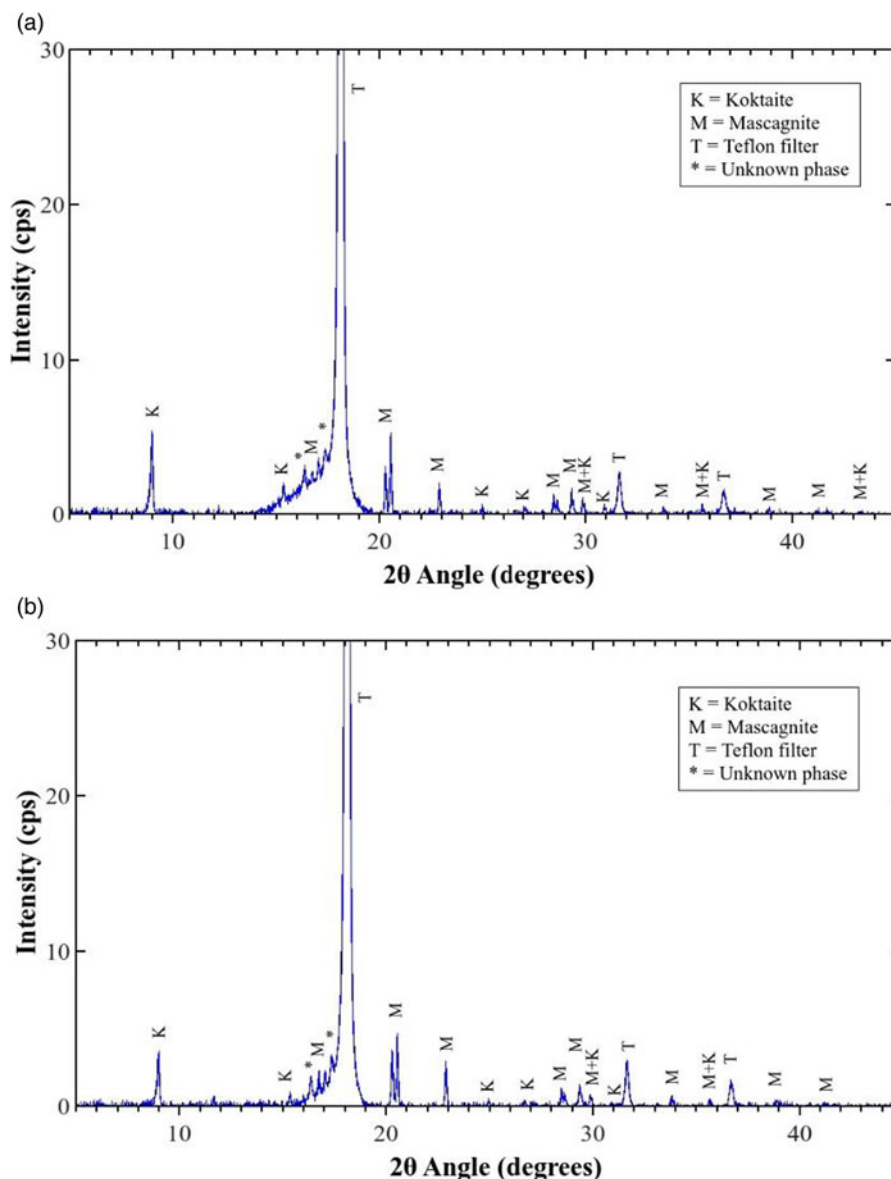 (a)
30
20
10
0
Intensity (cps)
K = Koktaite
M = Mascagnite
T = Teflon filter
* = Unknown phase
K
K
*
M
*
T
M
M
K
K
M
M
M+K
K
T
M
M+K
T
M
M
M+K
10
20
30
40
2θ Angle (degrees)
(b)
30
20
10
0
Intensity (cps)
K = Koktaite
M = Mascagnite
T = Teflon filter
* = Unknown phase
K
K
*
M
*
T
M
M
K
K
M
M
M+K
K
T
M
M+K
T
M
M
10
20
30
40
2θ Angle (degrees)